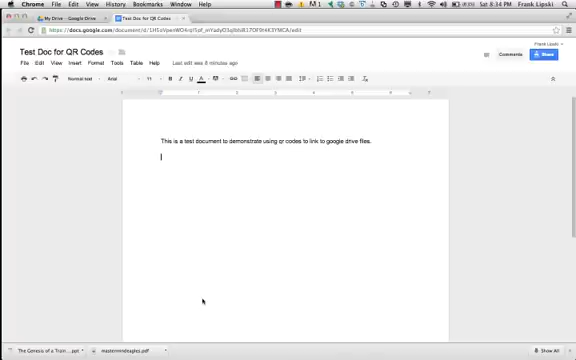 Chrome File Edit View History Bookmarks Window Help
Sat 8:34 PM Frank Lipski
My Drive - Google Drive
Test Doc for QR Codes
Test Doc for QR Codes
File Edit View Insert Format Tools Table Help Last edit was 8 minutes ago
Comments
Share
Normal text Arial
This is a test document to demonstrate using qr codes to link to google drive files.
The Genesis of a Train....ppt
mastermindeagles.pdf
Show All